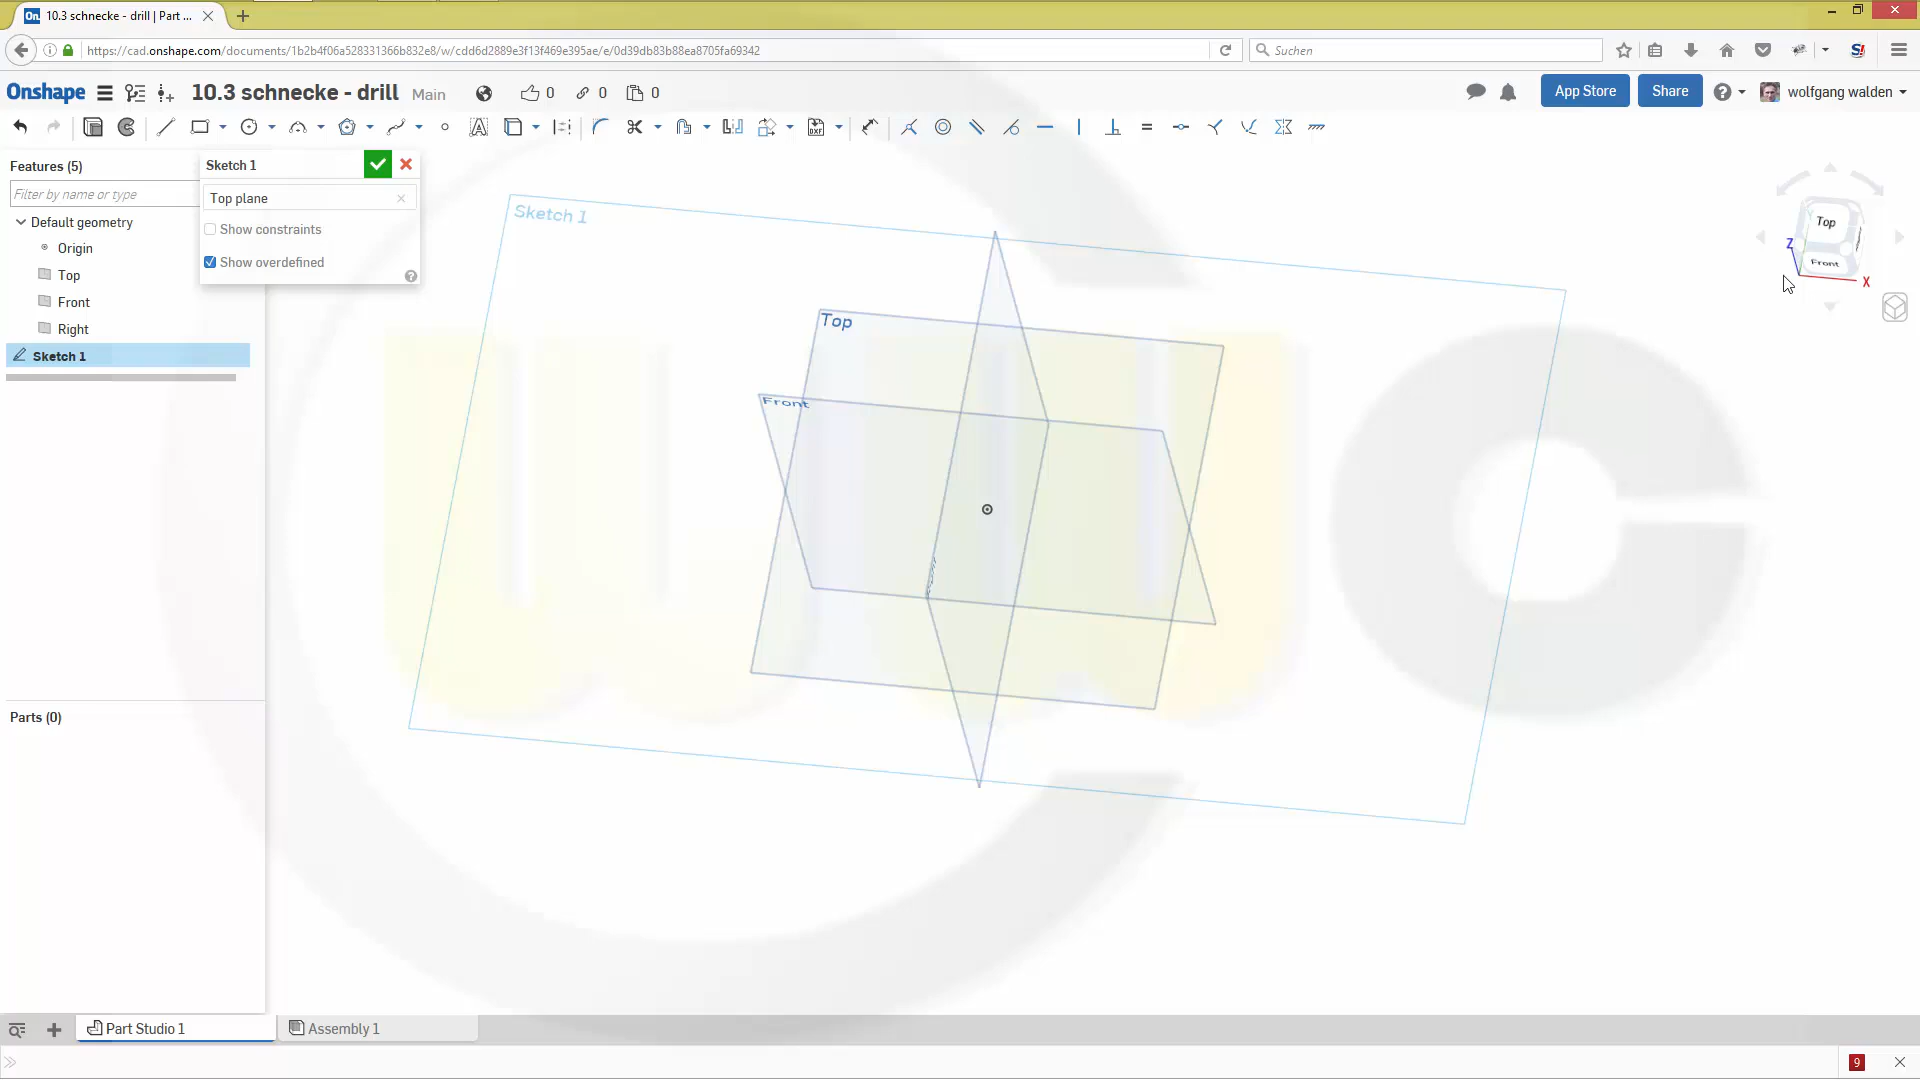 On 10.3 schnecke - drill | Part ...
https://cad.onshape.com/documents/1b2b4f06a528331366b832e8/w/cdd6d2889e3f13f469e395ae/e/0d39db83b88ea8705fa69342
Suchen
Onshape
10.3 schnecke - drill Main
0
0
0
App Store
Share
wolfgang walden
Features (5)
Filter by name or type
Default geometry
Origin
Top
Front
Right
Sketch 1
Sketch 1
Top plane
Show constraints
Show overdefined
Sketch 1
Top
Front
Top
Front
Z
X
Parts (0)
Part Studio 1
Assembly 1
9